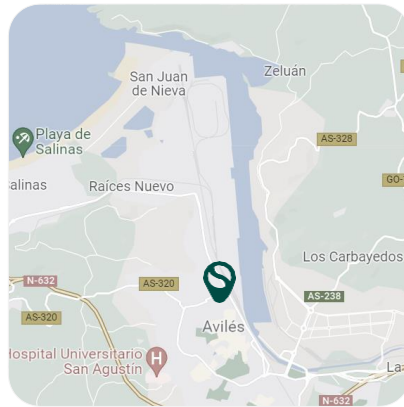 San Juan
de Nieva
Zeluán
Playa de
Salinas
AS-328
GO-
alinas
Raíces Nuevo
Los Carbayedos
N-632
AS-320
AS-238
AS-320
Avilés
Hospital Universitario
San Agustín
H
La
N-632